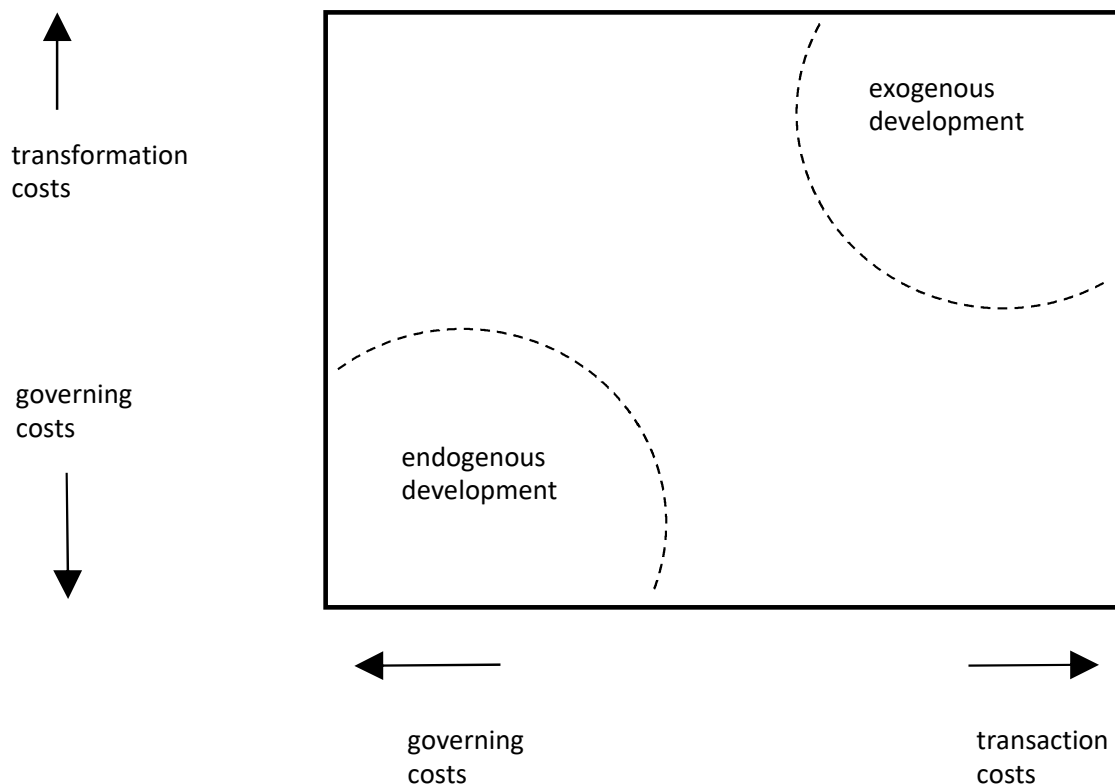 exogenous
development
transformation
costs
governing
costs
endogenous
development
governing
costs
transaction
costs